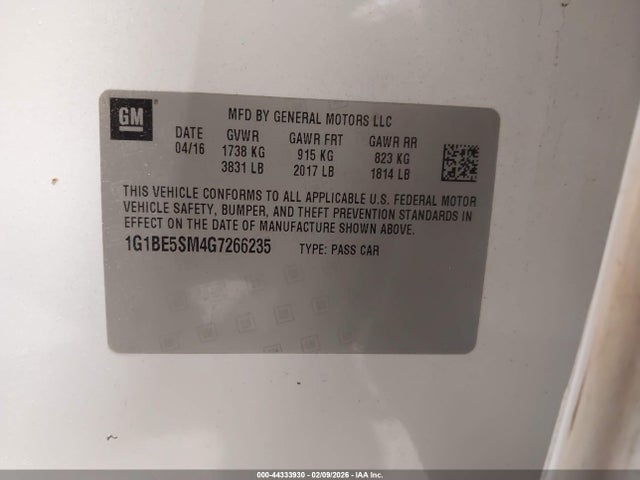 GM
MFD BY GENERAL MOTORS LLC
DATE GVWR GAWR FRT GAWR RR
04/16 1738 KG 915 KG 823 KG
3831 LB 2017 LB 1814 LB
THIS VEHICLE CONFORMS TO ALL APPLICABLE U.S. FEDERAL MOTOR
VEHICLE SAFETY, BUMPER, AND THEFT PREVENTION STANDARDS IN
EFFECT ON THE DATE OF MANUFACTURE SHOWN ABOVE.
1G1BE5SM4G7266235 TYPE: PASS CAR
000-44333930 - 02/09/2026 - IAA Inc.